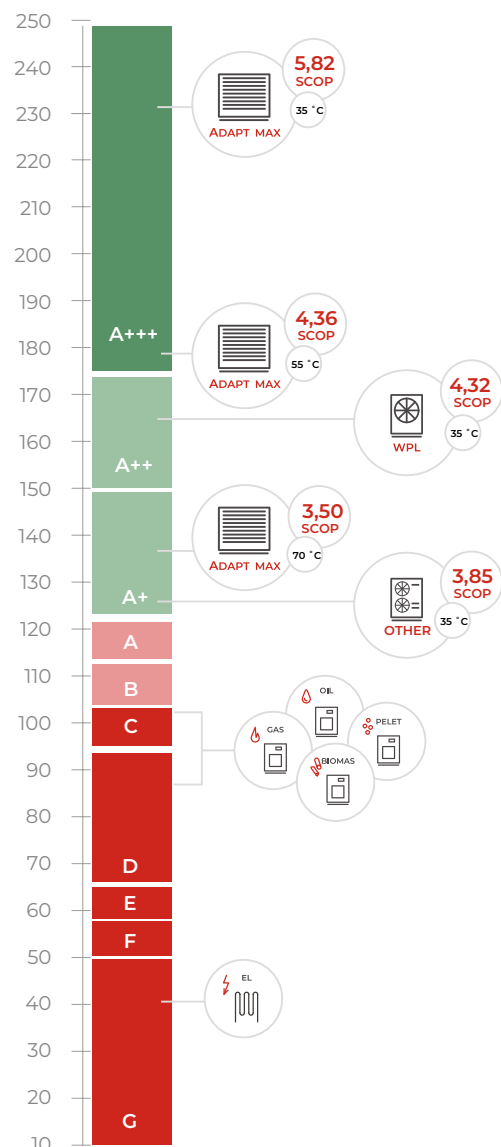 250
240
230
220
210
200
190
180
170
160
150
140
130
120
110
100
90
80
70
60
50
40
30
20
10
A+++
A++
A+
A
B
C
D
E
F
G
5,82
SCOP
35 °C
ADAPT MAX
4,36
SCOP
55 °C
ADAPT MAX
4,32
SCOP
35 °C
WPL
3,50
SCOP
70 °C
ADAPT MAX
3,85
SCOP
35 °C
OTHER
OIL
GAS
PELET
BIOMAS
EL